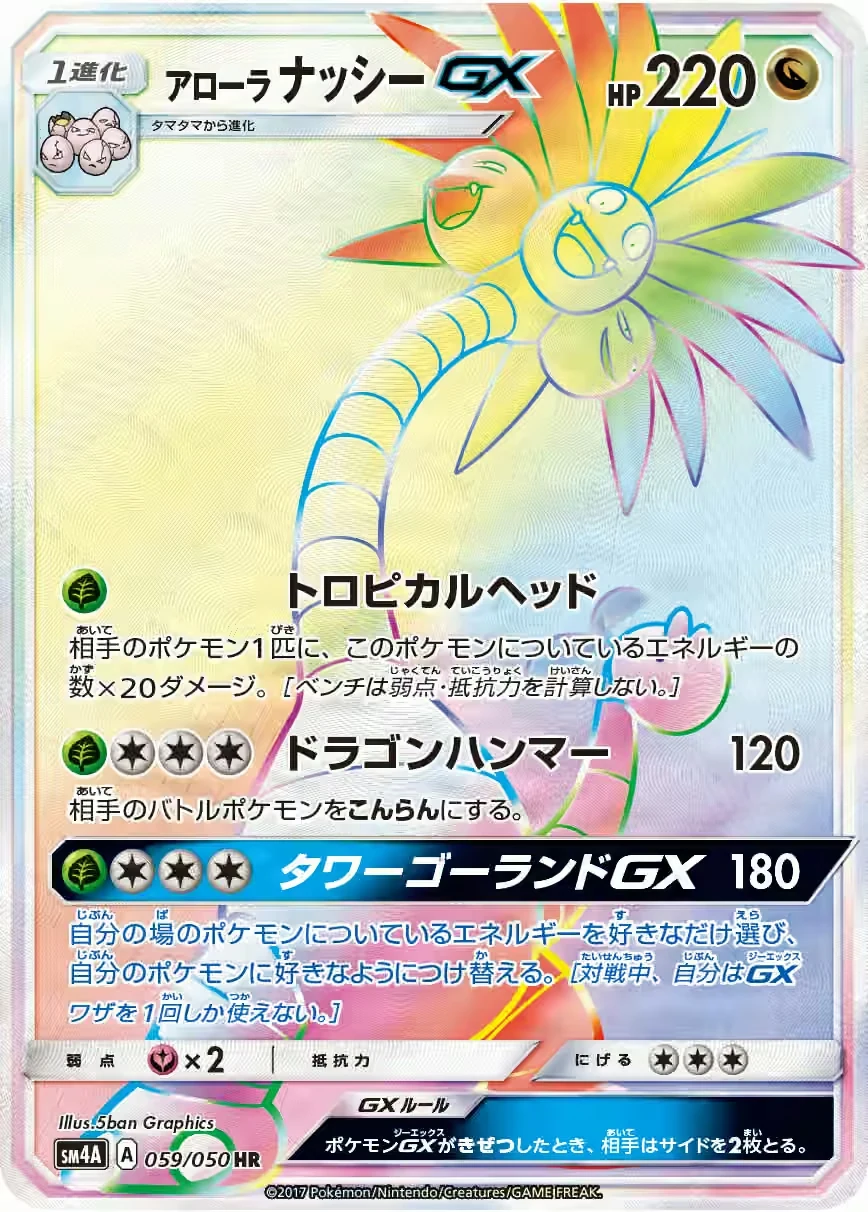 1進化
アローラ ナッシーGX
HP220
タマタマから進化
トロピカルヘッド
相手のポケモン1匹に、このポケモンについているエネルギーの
数×20ダメージ。[ベンチは弱点・抵抗力を計算しない。]
ドラゴンハンマー 120
相手のバトルポケモンをこんらんにする。
タワーゴーランドGX 180
自分の場のポケモンについているエネルギーを好きなだけ選び、
自分のポケモンに好きなようにつけ替える。[対戦中、自分はGX
ワザを1回しか使えない。]
弱点 ×2 抵抗力 にげる
GXルール
ポケモンGXがきぜつしたとき、相手はサイドを2枚とる。
Illus.5ban Graphics
SM4A A 059/050 HR
©2017 Pokémon/Nintendo/Creatures/GAME FREAK.